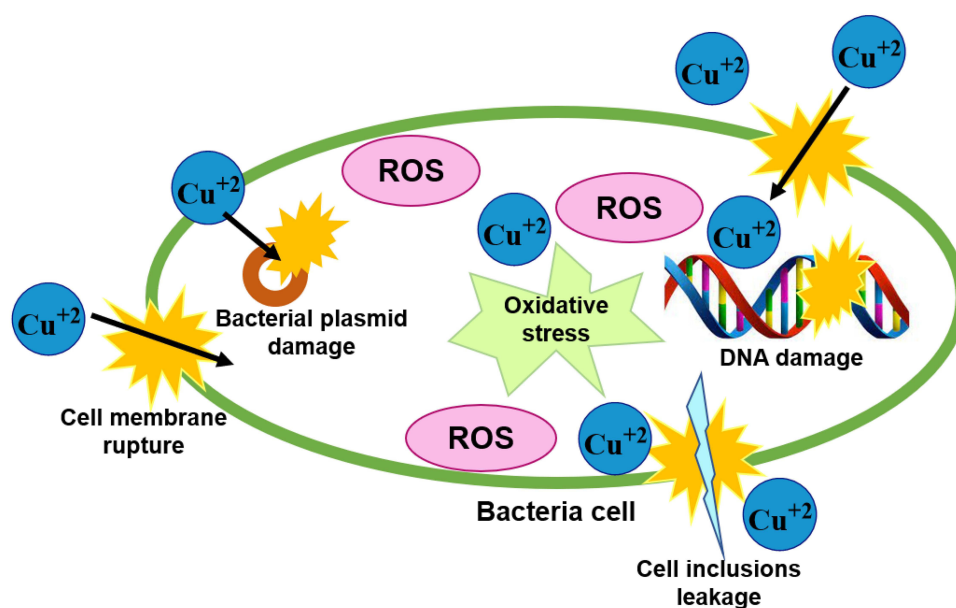 Cu+2
Cu+2
ROS
Cu+2
ROS
Cu+2
Cu+2
Cu+2
Oxidative
stress
Bacterial plasmid
damage
DNA damage
Cell membrane
rupture
ROS
Cu+2
Bacteria cell
Cu+2
Cell inclusions
leakage